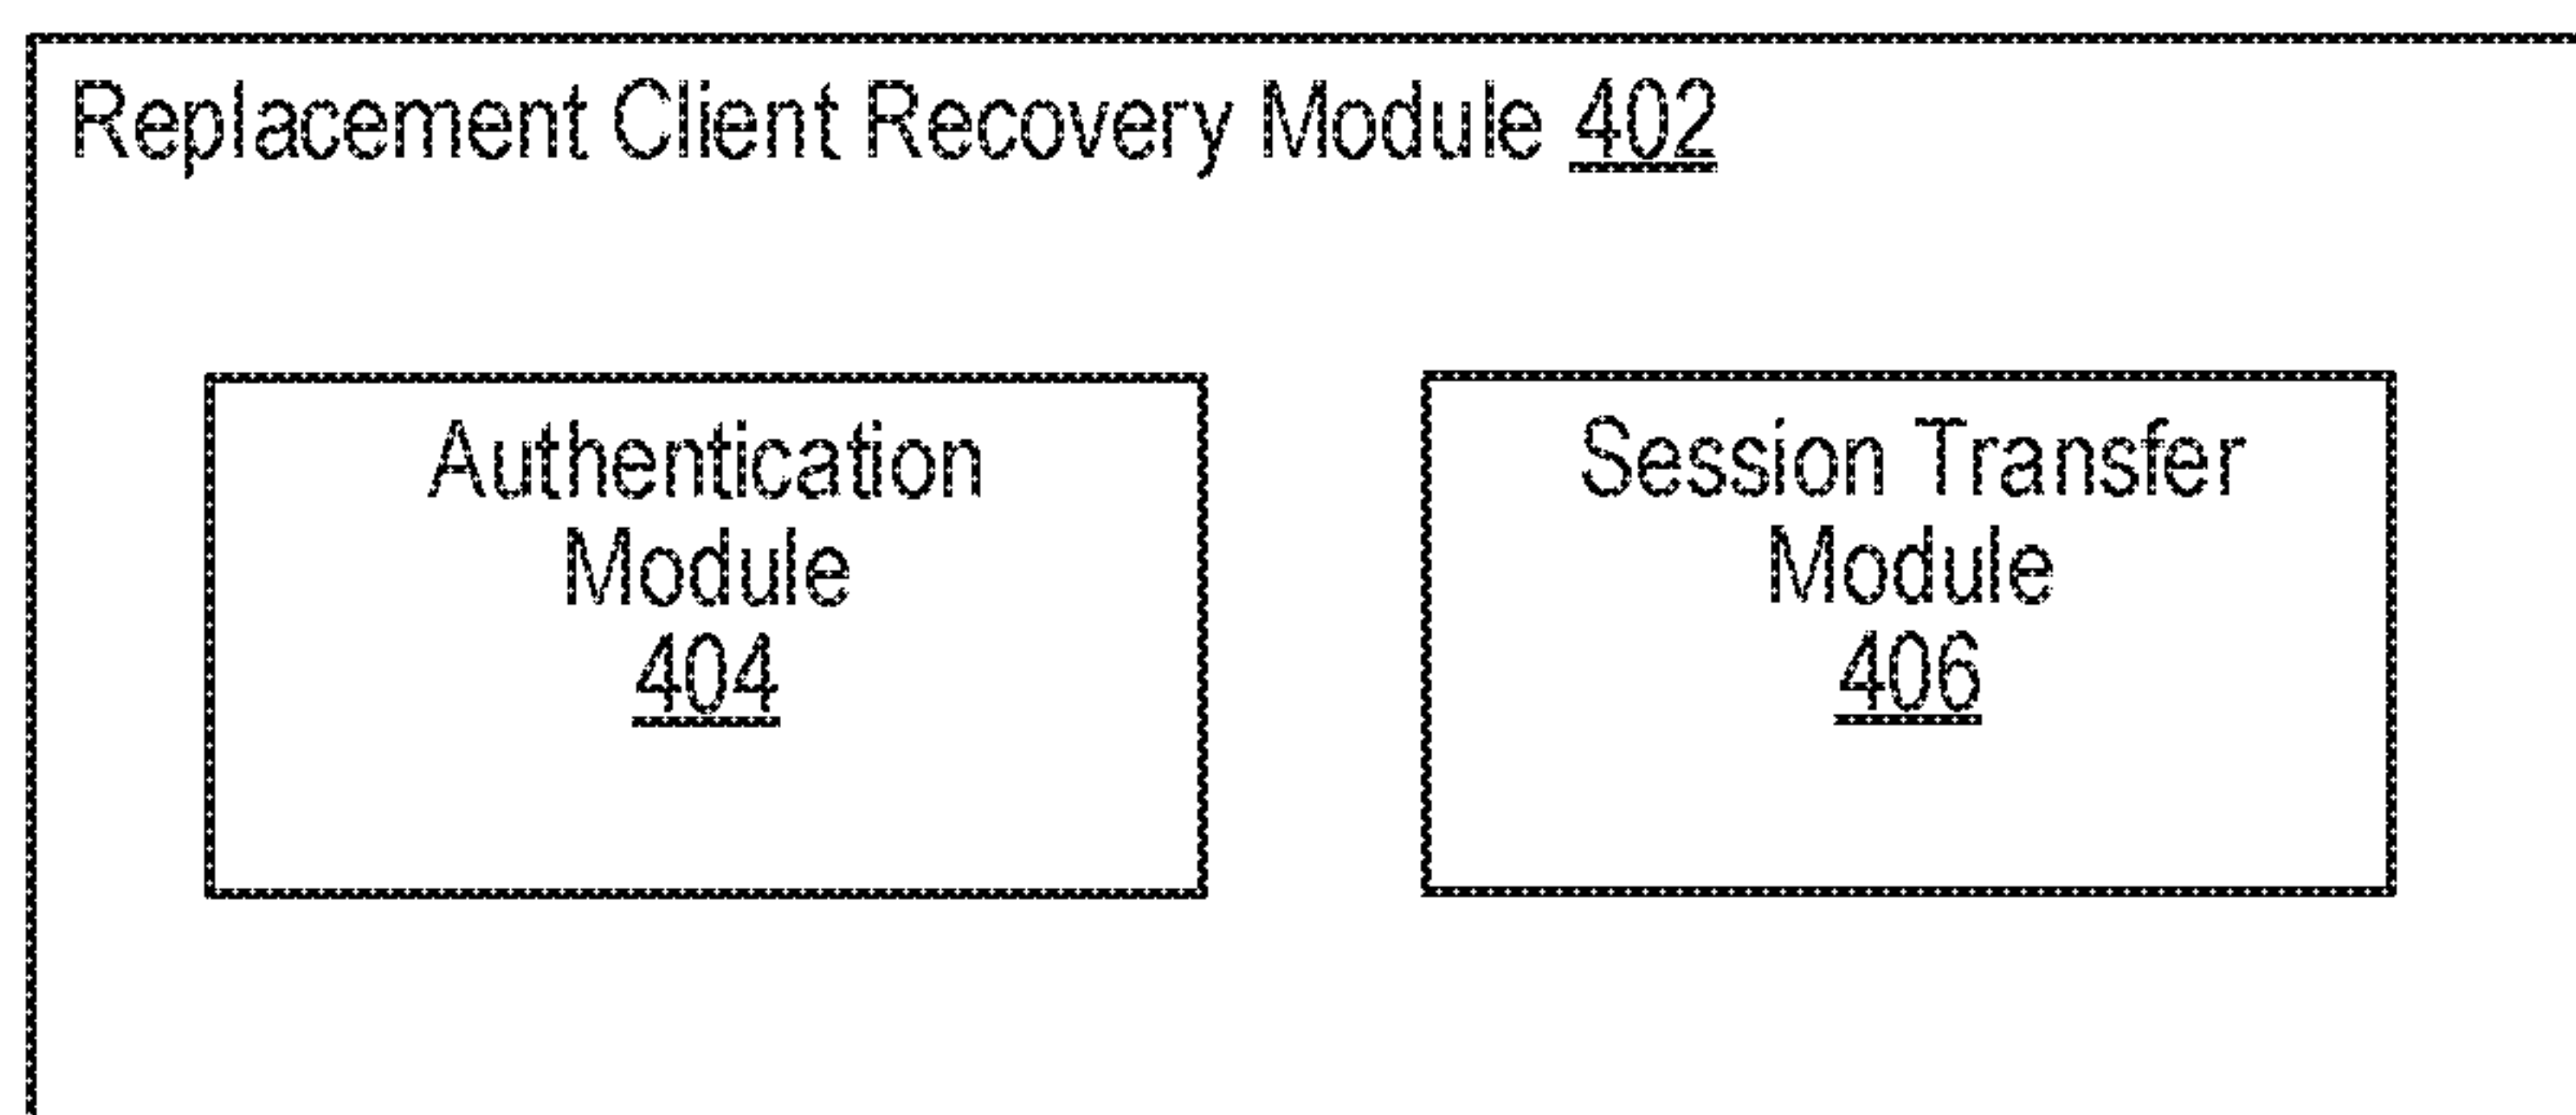 Replacement Client Recovery Module 402
Authentication
Module
404
Session Transfer
Module
406